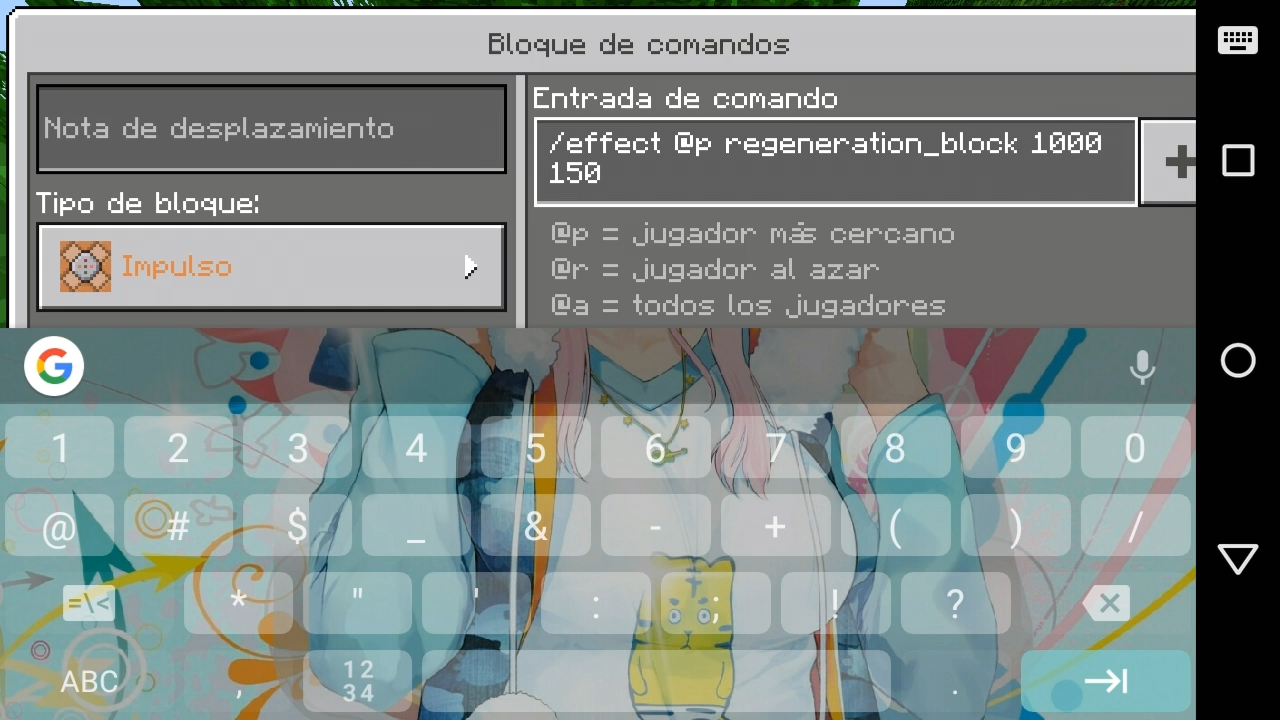 Bloque de comandos
Nota de desplazamiento
Tipo de bloque:
Impulso
Entrada de comando
/effect @p regeneration_block 1000
150
@p = jugador más cercano
@r = jugador al azar
@a = todos los jugadores
1 2 3 4 5 6 7 8 9 0
@ # $ _ & - + ( ) /
=\< * " ' : ; ! ?
ABC , 12 34 .